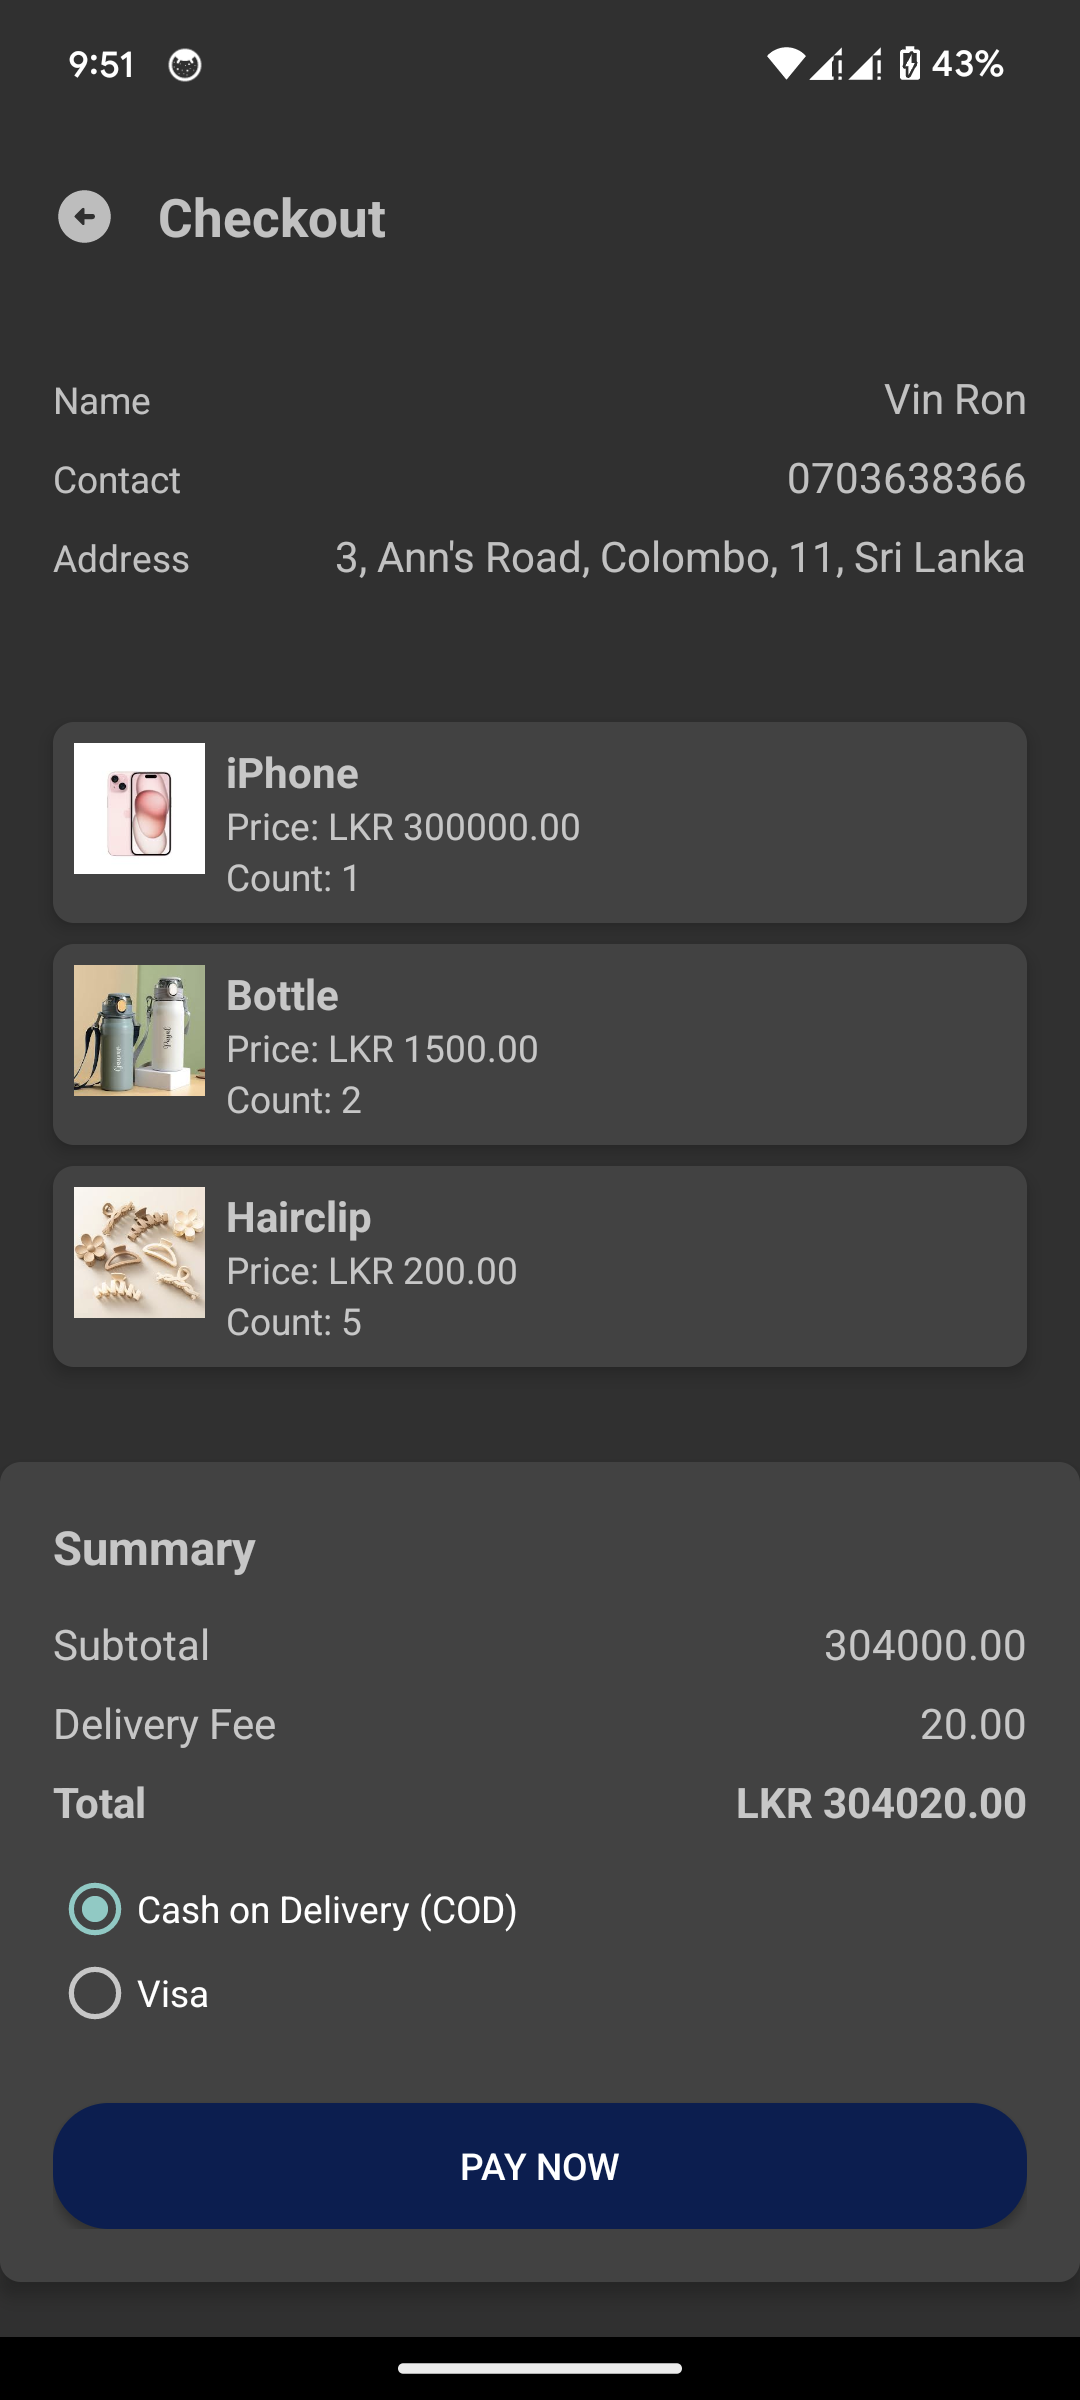 9:51 43%
Checkout
Name Vin Ron
Contact 0703638366
Address 3, Ann's Road, Colombo, 11, Sri Lanka
iPhone
Price: LKR 300000.00
Count: 1
Bottle
Price: LKR 1500.00
Count: 2
Hairclip
Price: LKR 200.00
Count: 5
Summary
Subtotal 304000.00
Delivery Fee 20.00
Total LKR 304020.00
Cash on Delivery (COD)
Visa
PAY NOW